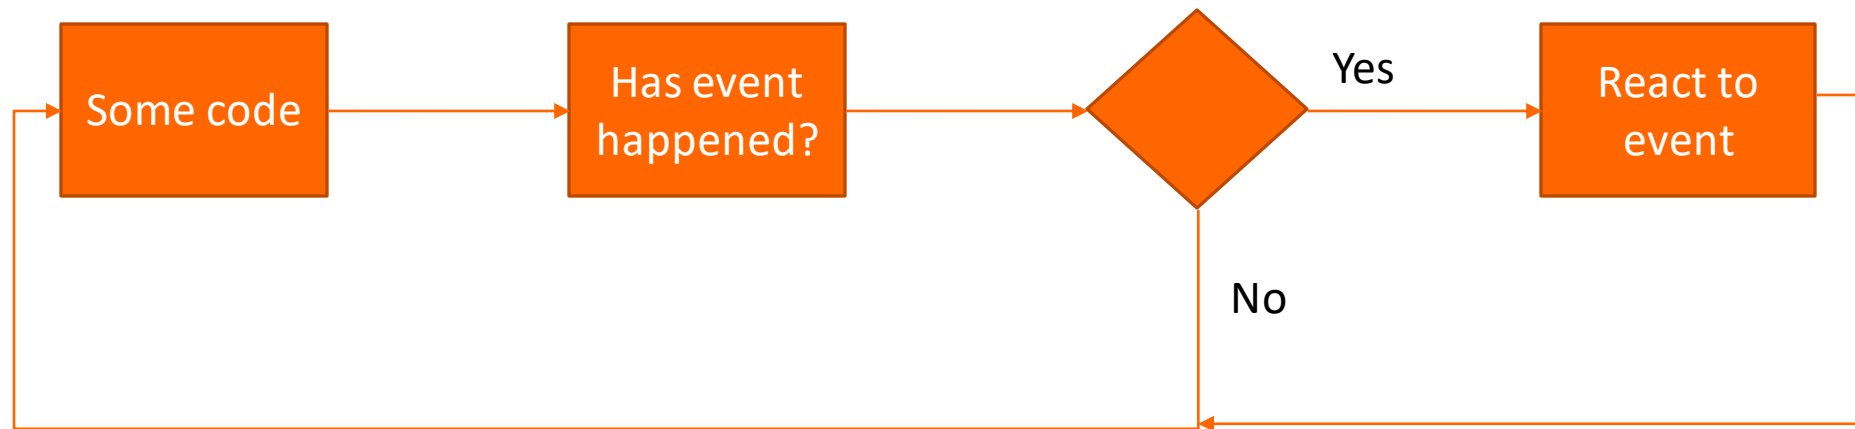 Some code
Has event
happened?
Yes
React to
event
No